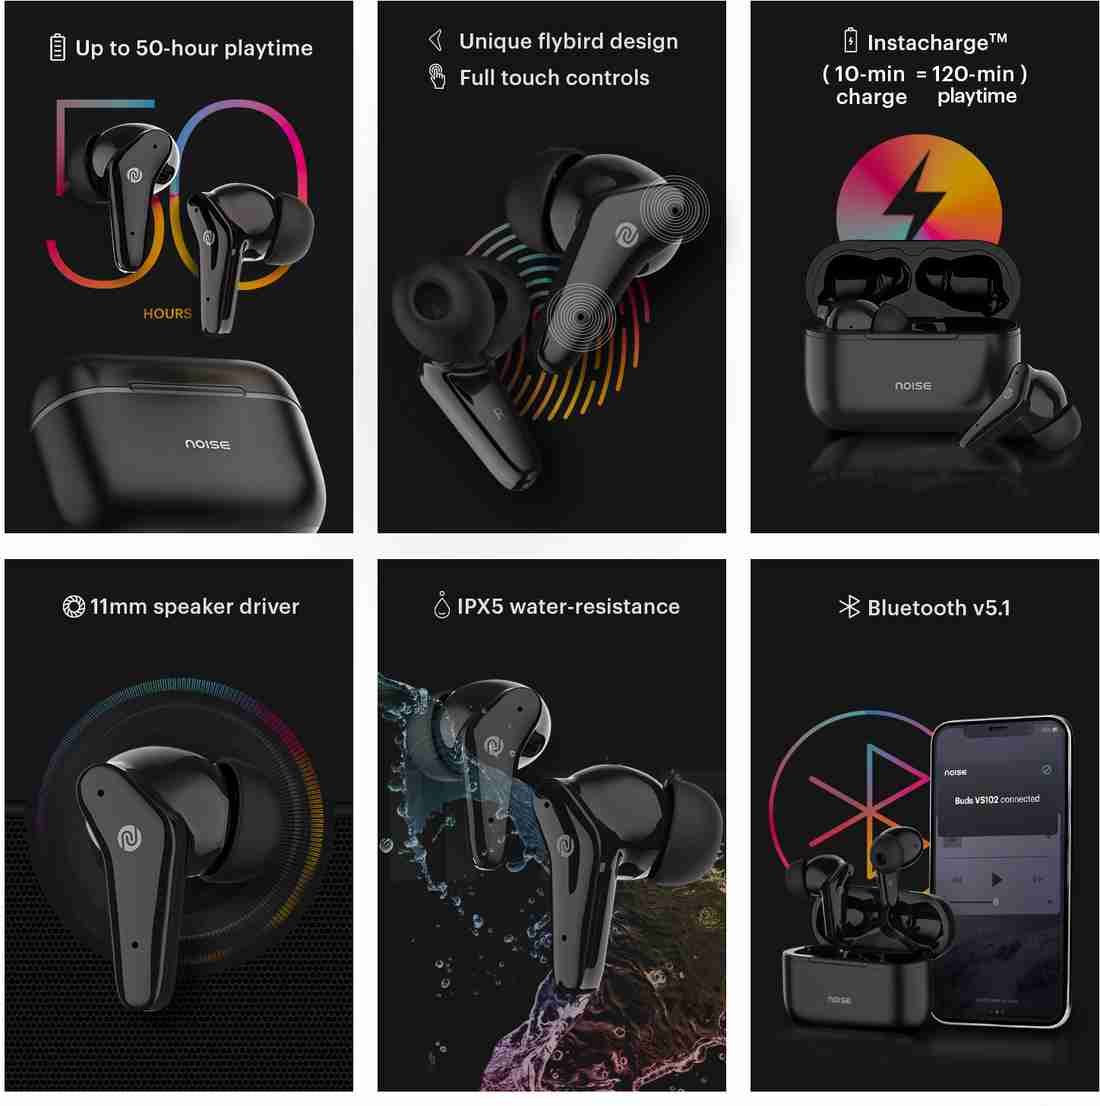 Up to 50-hour playtime
50
HOURS
NOISE
Unique flybird design
Full touch controls
R
Instacharge™
( 10-min = 120-min )
charge playtime
NOISE
11mm speaker driver
IPX5 water-resistance
Bluetooth v5.1
NOISE
Buds VS102 connected
NOISE